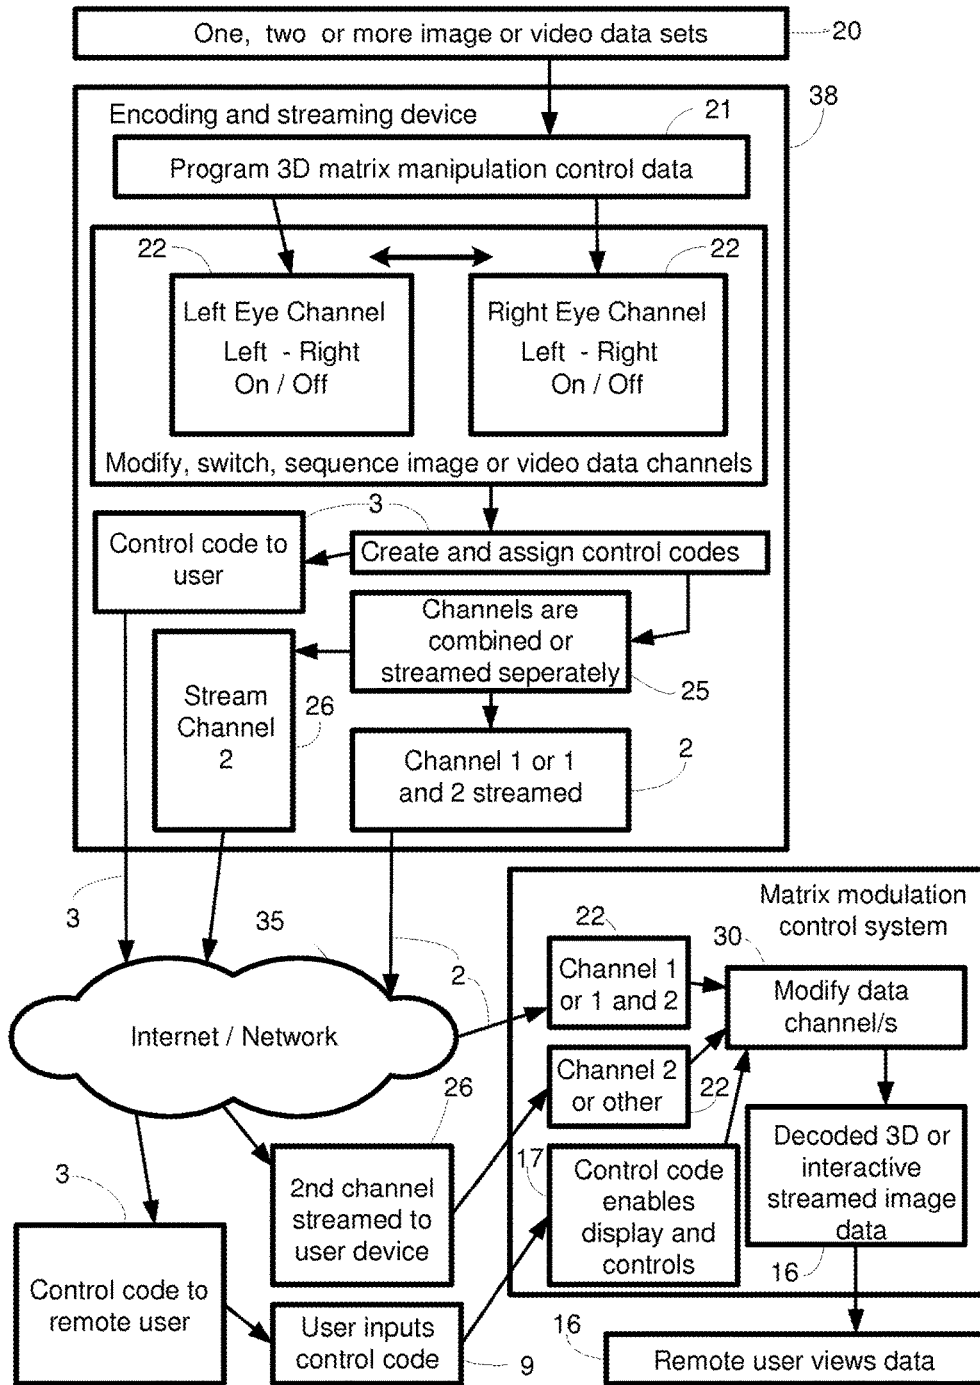 One, two or more image or video data sets
20
38
Encoding and streaming device
21
Program 3D matrix manipulation control data
22
22
Left Eye Channel
Left - Right
On / Off
Right Eye Channel
Left - Right
On / Off
Modify, switch, sequence image or video data channels
3
Control code to
user
Create and assign control codes
Channels are
combined or
streamed seperately
25
Stream
Channel
2
26
Channel 1 or 1
and 2 streamed
2
3
35
2
Internet / Network
Matrix modulation
control system
22
30
Channel 1
or 1 and 2
Modify data
channel/s
Channel 2
or other
22
26
2nd channel
streamed to
user device
17
Control code
enables
display and
controls
Decoded 3D or
interactive
streamed image
data
16
3
Control code to
remote user
User inputs
control code
9
16
Remote user views data